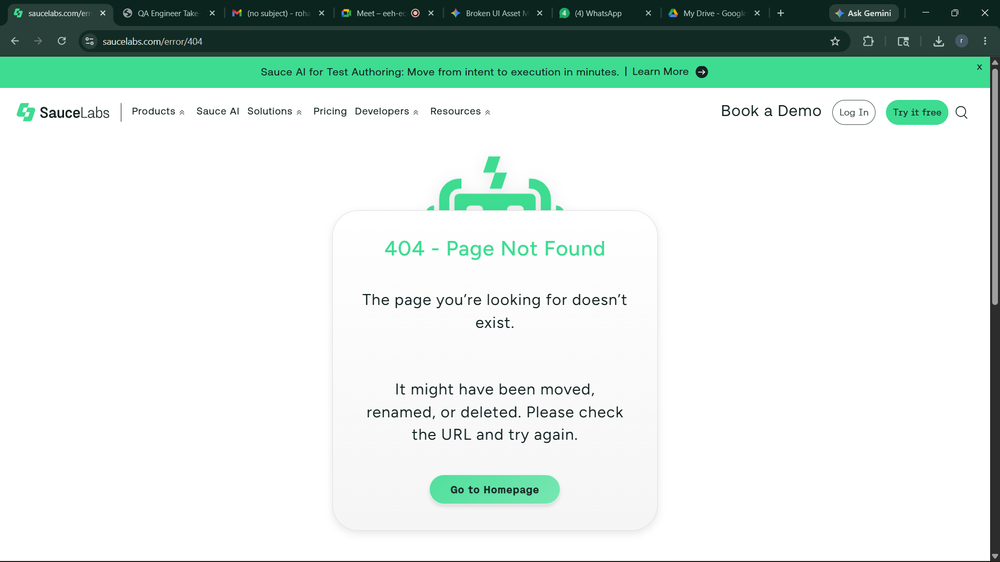 saucelabs.com/err
QA Engineer Take-
(no subject) - roha
Meet – eeh-ec
Broken UI Asset M
4 (4) WhatsApp
My Drive - Google
Ask Gemini
saucelabs.com/error/404
r
Sauce AI for Test Authoring: Move from intent to execution in minutes. | Learn More
x
SauceLabs
Products
Sauce AI
Solutions
Pricing
Developers
Resources
Book a Demo
Log In
Try it free
404 - Page Not Found
The page you’re looking for doesn’t
exist.
It might have been moved,
renamed, or deleted. Please check
the URL and try again.
Go to Homepage